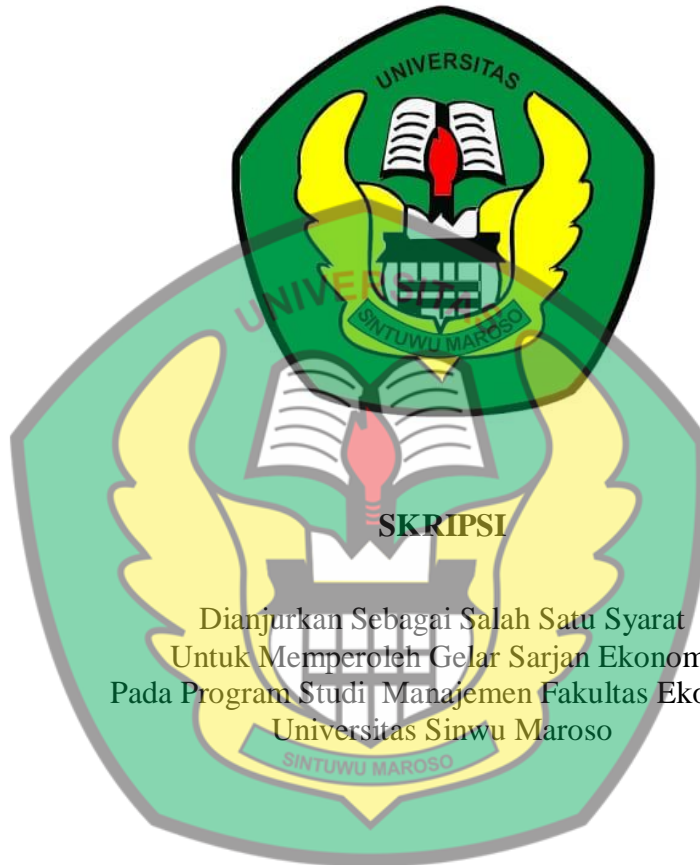 UNIVERSITAS
SINTUWU MAROSO
UNIVERSITAS
SKRIPSI
Dianjurkan Sebagai Salah Satu Syarat
Untuk Memperoleh Gelar Sarjan Ekonom
Pada Program Studi Manajemen Fakultas Eko
Universitas Sinwu Maroso
SINTUWU MAROSO